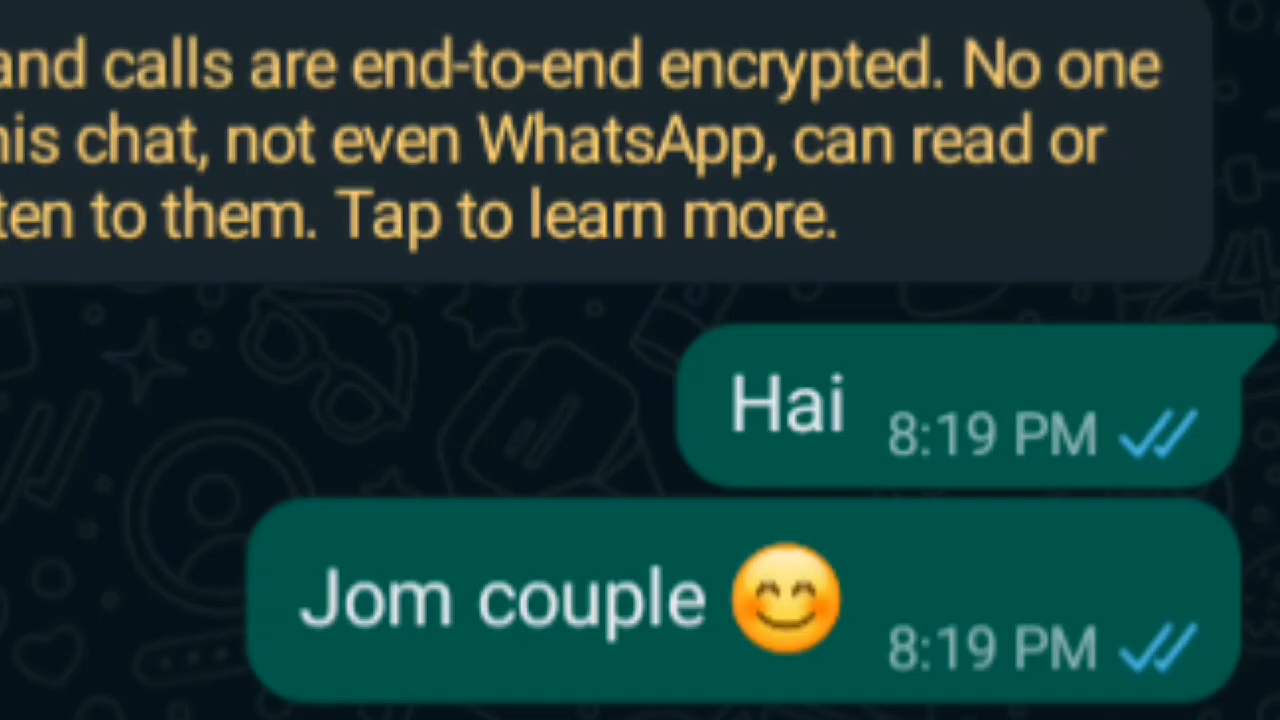 and calls are end-to-end encrypted. No one
his chat, not even WhatsApp, can read or
ten to them. Tap to learn more.
Hai 8:19 PM
Jom couple 😊 8:19 PM